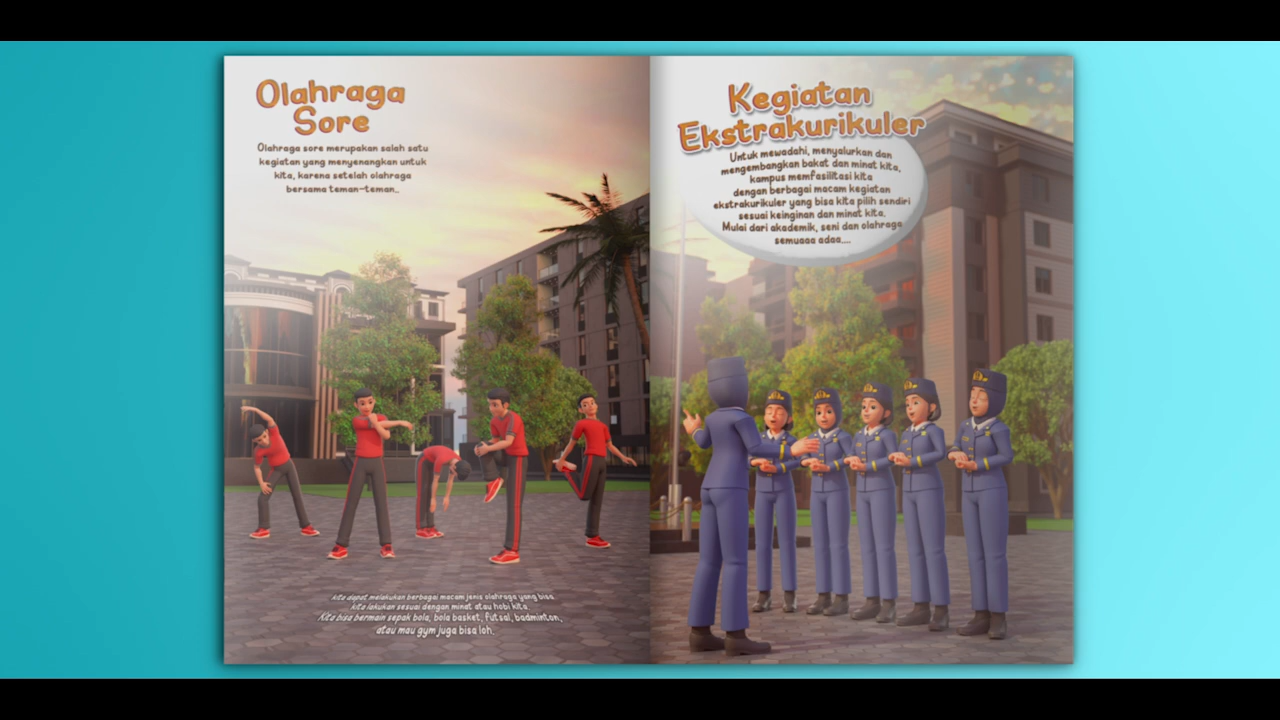 Olahraga
Sore
Olahraga sore merupakan salah satu
kegiatan yang menyenangkan untuk
kita, karena setelah olahraga
bersama teman-teman..
kita dapat melakukan berbagai macam jenis olahraga yang bisa
kita lakukan sesuai dengan minat atau hobi kita.
Kita bisa bermain sepak bola, bola basket, futsal, badminton,
atau mau gym juga bisa loh.
Kegiatan
Ekstrakurikuler
Untuk mewadahi, menyalurkan dan
mengembangkan bakat dan minat kita,
kampus memfasilitasi kita
dengan berbagai macam kegiatan
ekstrakurikuler yang bisa kita pilih sendiri
sesuai keinginan dan minat kita.
Mulai dari akademik, seni dan olahraga
semuaaa adaa....